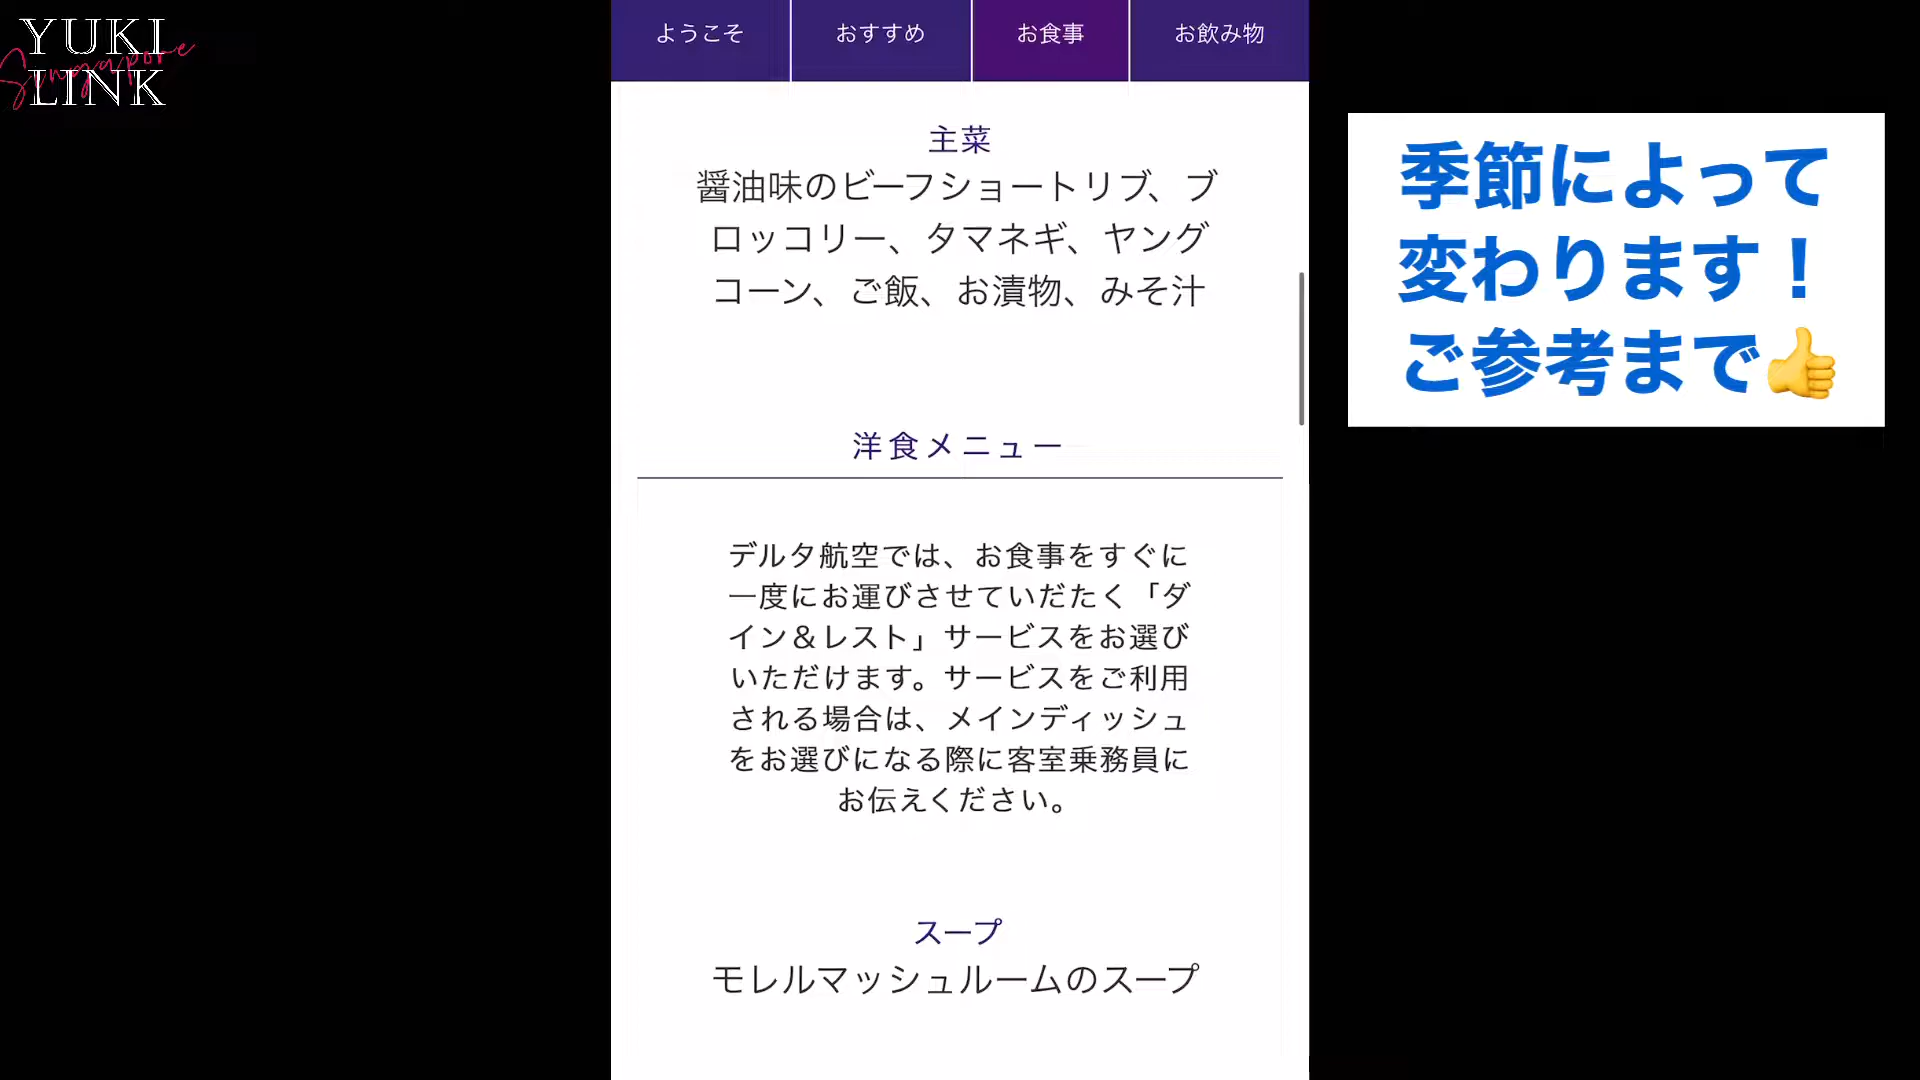 YUKI
Singapore
LINK
ようこそ
おすすめ
お食事
お飲み物
主菜
醤油味のビーフショートリブ、ブ
ロッコリー、タマネギ、ヤング
コーン、ご飯、お漬物、みそ汁
洋食メニュー
デルタ航空では、お食事をすぐに
一度にお運びさせていだたく「ダ
イン&レスト」サービスをお選び
いただけます。サービスをご利用
される場合は、メインディッシュ
をお選びになる際に客室乗務員に
お伝えください。
スープ
モレルマッシュルームのスープ
季節によって
変わります！
ご参考まで👍